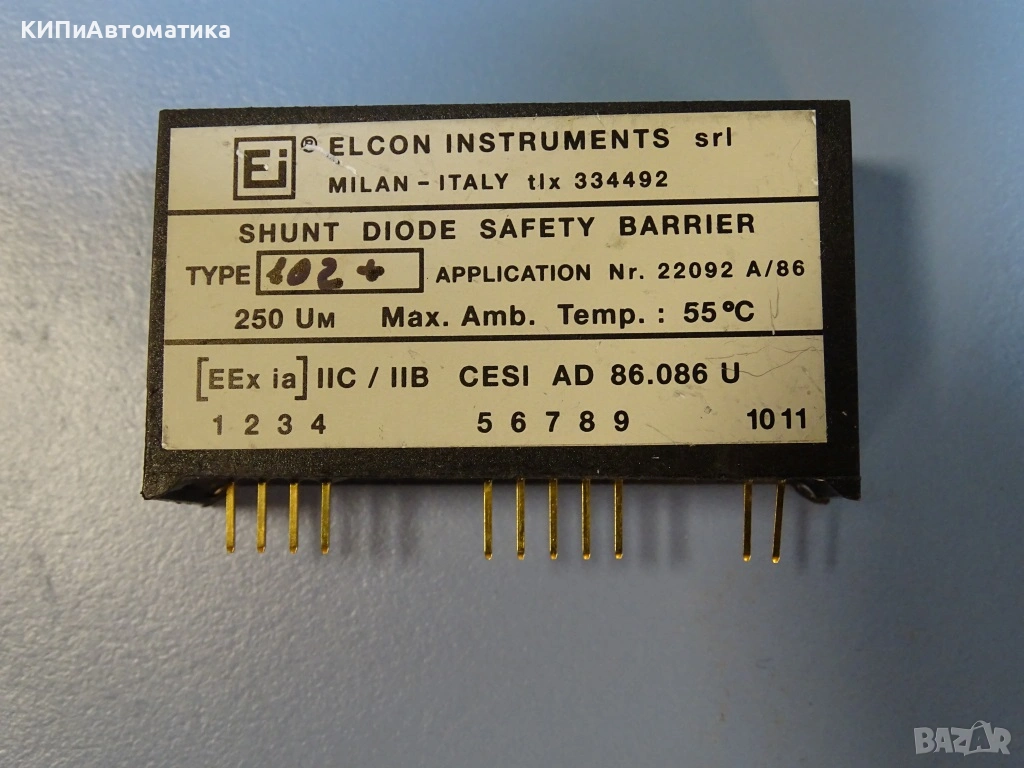 КИПиАвтоматика
Ei ® ELCON INSTRUMENTS srl
MILAN - ITALY tlx 334492
SHUNT DIODE SAFETY BARRIER
TYPE 102 + APPLICATION Nr. 22092 A/86
250 UM Max. Amb. Temp. : 55°C
[EEx ia] IIC / IIB CESI AD 86.086 U
1 2 3 4 5 6 7 8 9 10 11
BAZAR